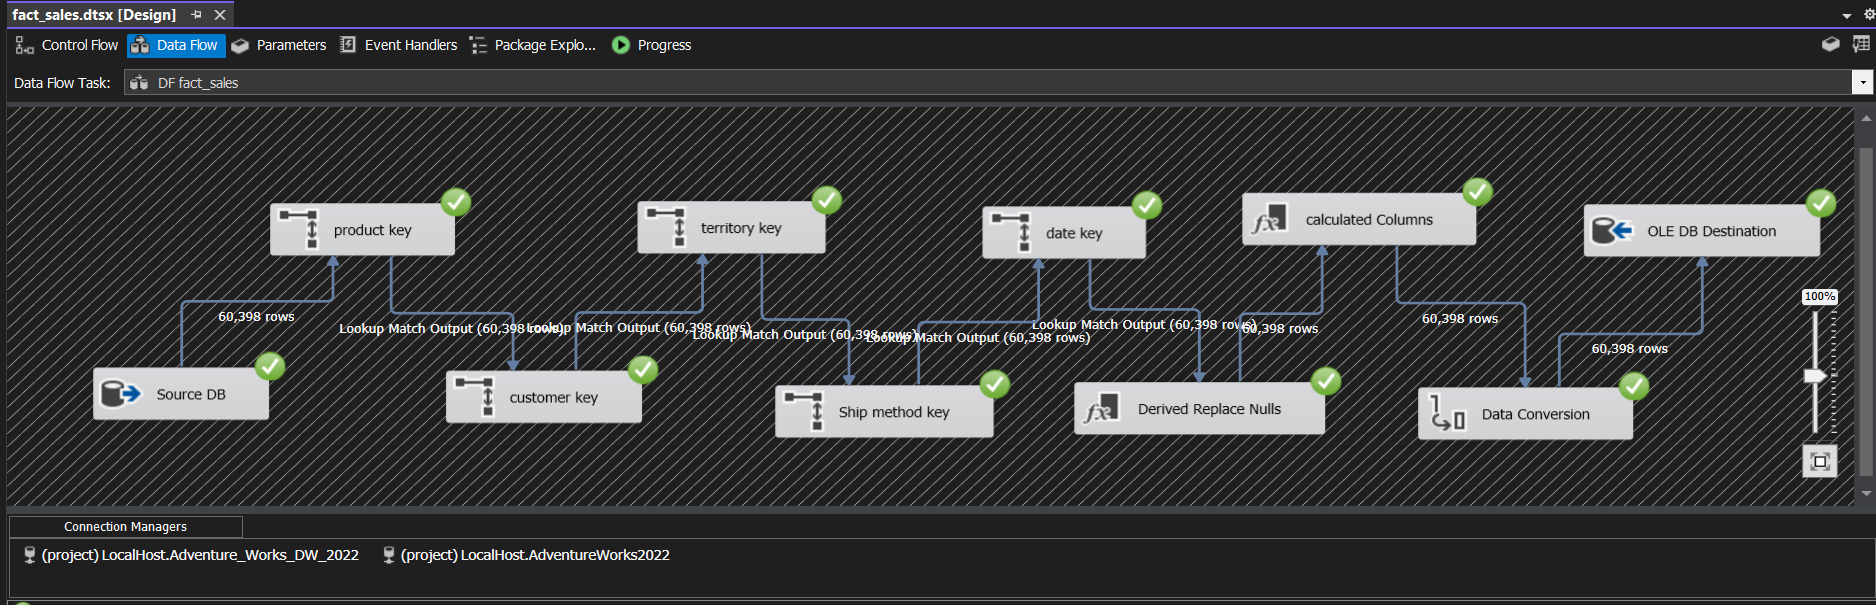 fact_sales.dtsx [Design]
Control Flow Data Flow Parameters Event Handlers Package Explo... Progress
Data Flow Task: DF fact_sales
product key
territory key
date key
calculated Columns
OLE DB Destination
100%
60,398 rows
Lookup Match Output (60,398 rows)
Lookup Match Output (60,398 rows)
Lookup Match Output (60,398 rows)
Lookup Match Output (60,398 rows)
Lookup Match Output (60,398 rows)
60,398 rows
60,398 rows
60,398 rows
Source DB
customer key
Ship method key
Derived Replace Nulls
Data Conversion
Connection Managers
(project) LocalHost.Adventure_Works_DW_2022 (project) LocalHost.AdventureWorks2022